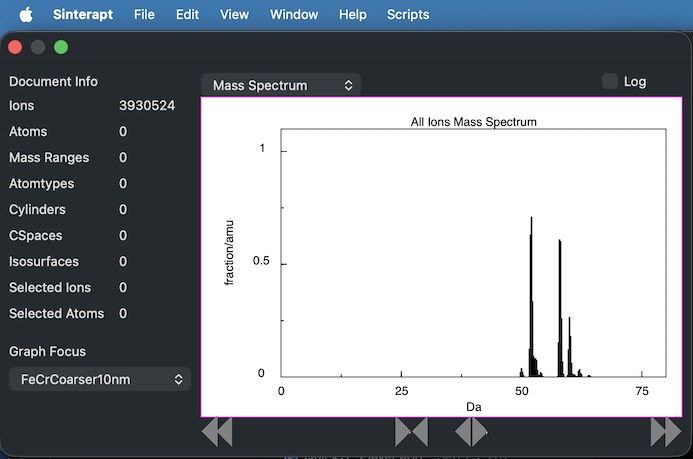 Sinterapt File Edit View Window Help Scripts
Document Info
Mass Spectrum
Log
Ions 3930524
Atoms 0
Mass Ranges 0
Atomtypes 0
Cylinders 0
CSpaces 0
Isosurfaces 0
Selected Ions 0
Selected Atoms 0
Graph Focus
FeCrCoarser10nm
All Ions Mass Spectrum
fraction/amu
1
0.5
0
0 25 50 75
Da